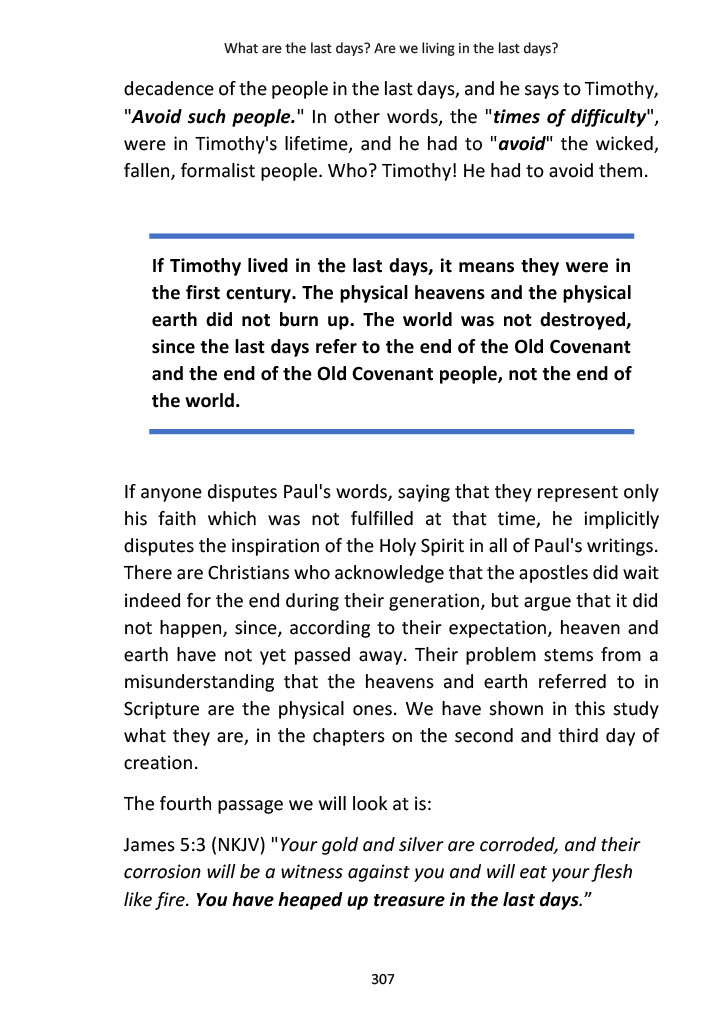 What are the last days? Are we living in the last days?
decadence of the people in the last days, and he says to Timothy,
"Avoid such people." In other words, the "times of difficulty",
were in Timothy's lifetime, and he had to "avoid" the wicked,
fallen, formalist people. Who? Timothy! He had to avoid them.
If Timothy lived in the last days, it means they were in
the first century. The physical heavens and the physical
earth did not burn up. The world was not destroyed,
since the last days refer to the end of the Old Covenant
and the end of the Old Covenant people, not the end of
the world.
If anyone disputes Paul's words, saying that they represent only
his faith which was not fulfilled at that time, he implicitly
disputes the inspiration of the Holy Spirit in all of Paul's writings.
There are Christians who acknowledge that the apostles did wait
indeed for the end during their generation, but argue that it did
not happen, since, according to their expectation, heaven and
earth have not yet passed away. Their problem stems from a
misunderstanding that the heavens and earth referred to in
Scripture are the physical ones. We have shown in this study
what they are, in the chapters on the second and third day of
creation.
The fourth passage we will look at is:
James 5:3 (NKJV) "Your gold and silver are corroded, and their
corrosion will be a witness against you and will eat your flesh
like fire. You have heaped up treasure in the last days.”
307